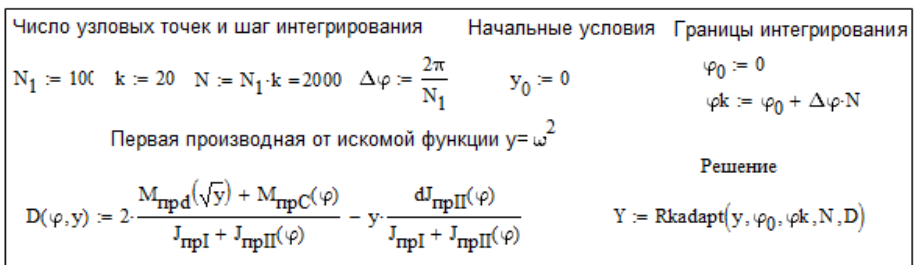 Число узловых точек и шаг интегрирования Начальные условия Границы интегрирования
N₁ := 100 k := 20 N := N₁·k = 2000 Δφ := 2π/N₁ y₀ := 0 φ₀ := 0
φk := φ₀ + Δφ·N
Первая производная от искомой функции y= ω²
Решение
D(φ,y) := 2·(Mпрd(√y) + MпрC(φ))/(JпрI + JпрII(φ)) − y·dJпрII(φ)/(JпрI + JпрII(φ)) Y := Rkadapt(y,φ₀,φk,N,D)